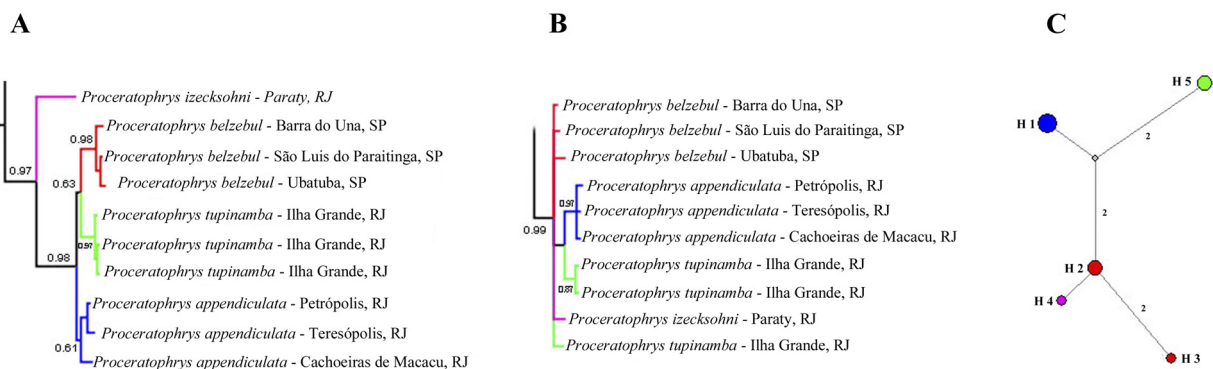 A
B
C
Proceratophrys izecksohni - Paraty, RJ
Proceratophrys belzebul - Barra do Una, SP
0.98
Proceratophrys belzebul - São Luis do Paraitinga, SP
0.97
0.63
Proceratophrys belzebul - Ubatuba, SP
Proceratophrys tupinamba - Ilha Grande, RJ
0.97
Proceratophrys tupinamba - Ilha Grande, RJ
0.98
Proceratophrys tupinamba - Ilha Grande, RJ
Proceratophrys appendiculata - Petrópolis, RJ
Proceratophrys appendiculata - Teresópolis, RJ
0.61
Proceratophrys appendiculata - Cachoeiras de Macacu, RJ
Proceratophrys belzebul - Barra do Una, SP
Proceratophrys belzebul - São Luis do Paraitinga, SP
Proceratophrys belzebul - Ubatuba, SP
Proceratophrys appendiculata - Petrópolis, RJ
0.97
Proceratophrys appendiculata - Teresópolis, RJ
0.99
Proceratophrys appendiculata - Cachoeiras de Macacu, RJ
Proceratophrys tupinamba - Ilha Grande, RJ
0.87
Proceratophrys tupinamba - Ilha Grande, RJ
Proceratophrys izecksohni - Paraty, RJ
Proceratophrys tupinamba - Ilha Grande, RJ
H 5
H 1
2
2
H 2
H 4
2
H 3